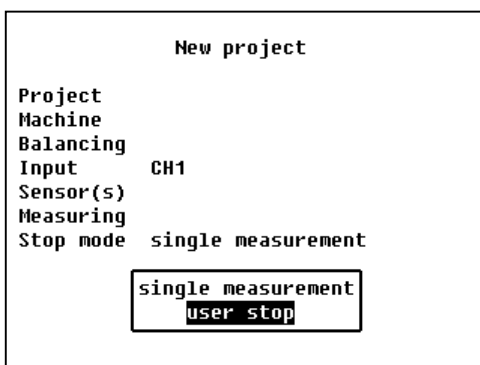 New project
Project
Machine
Balancing
Input CH1
Sensor(s)
Measuring
Stop mode single measurement
single measurement
user stop